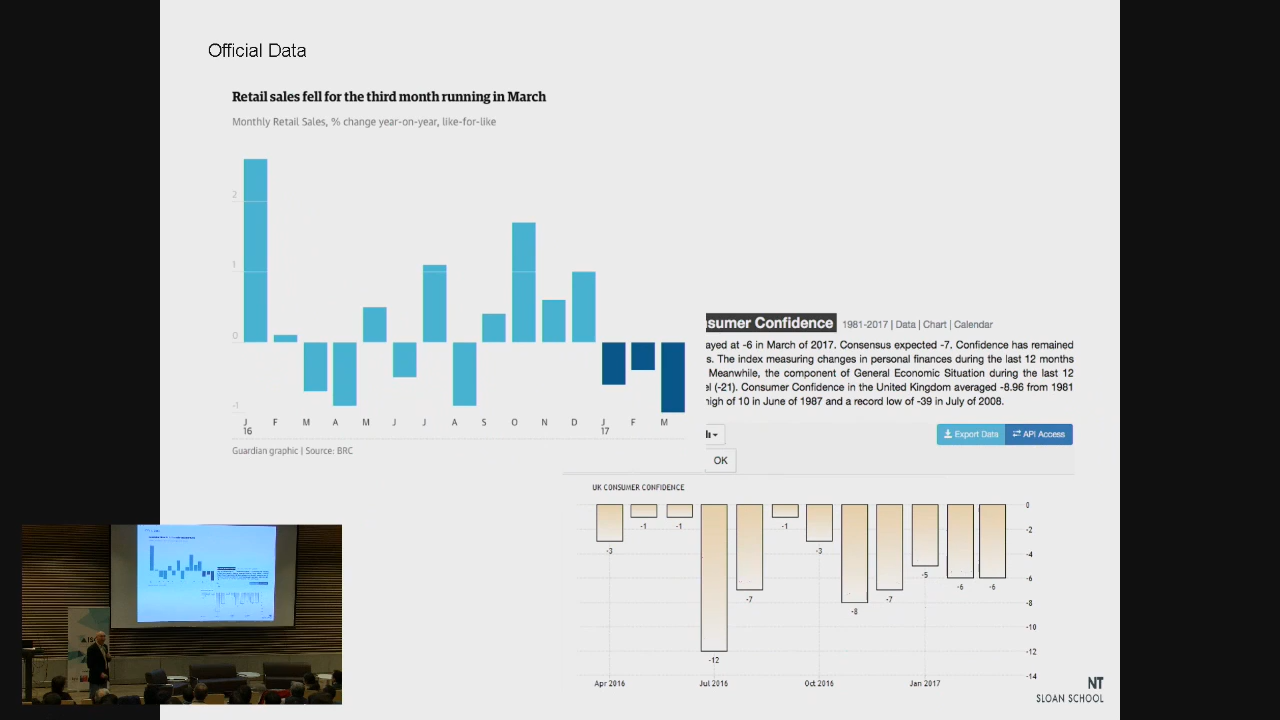 Official Data
Retail sales fell for the third month running in March
Monthly Retail Sales, % change year-on-year, like-for-like
2
1
0
-1
J F M A M J J A S O N D J F M
16 17
Guardian graphic | Source: BRC
sumer Confidence 1981-2017 | Data | Chart | Calendar
ayed at -6 in March of 2017. Consensus expected -7. Confidence has remained
s. The index measuring changes in personal finances during the last 12 months
Meanwhile, the component of General Economic Situation during the last 12
el (-21). Consumer Confidence in the United Kingdom averaged -8.96 from 1981
high of 10 in June of 1987 and a record low of -39 in July of 2008.
Export Data API Access
OK
UK CONSUMER CONFIDENCE
-3 -1 -1 -12 -7 -1 -3 -8 -7 -5 -6 -6
0
-2
-4
-6
-8
-10
-12
-14
Apr 2016 Jul 2016 Oct 2016 Jan 2017
NT
SLOAN SCHOOL